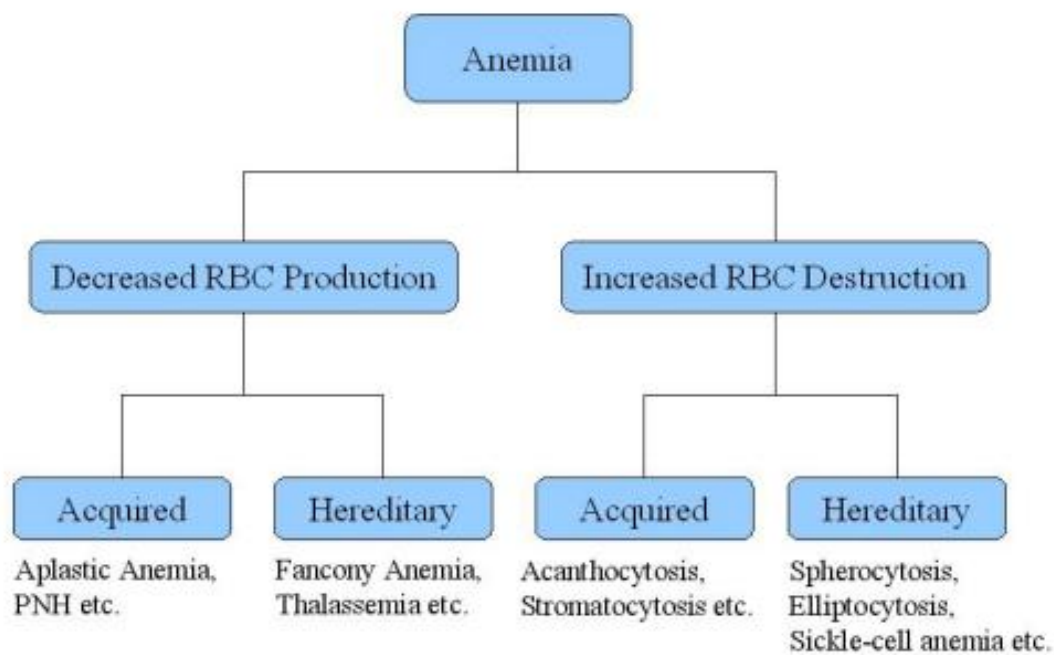 Anemia
Decreased RBC Production
Increased RBC Destruction
Acquired
Hereditary
Acquired
Hereditary
Aplastic Anemia,
PNH etc.
Fancony Anemia,
Thalassemia etc.
Acanthocytosis,
Stromatocytosis etc.
Spherocytosis,
Elliptocytosis,
Sickle-cell anemia etc.